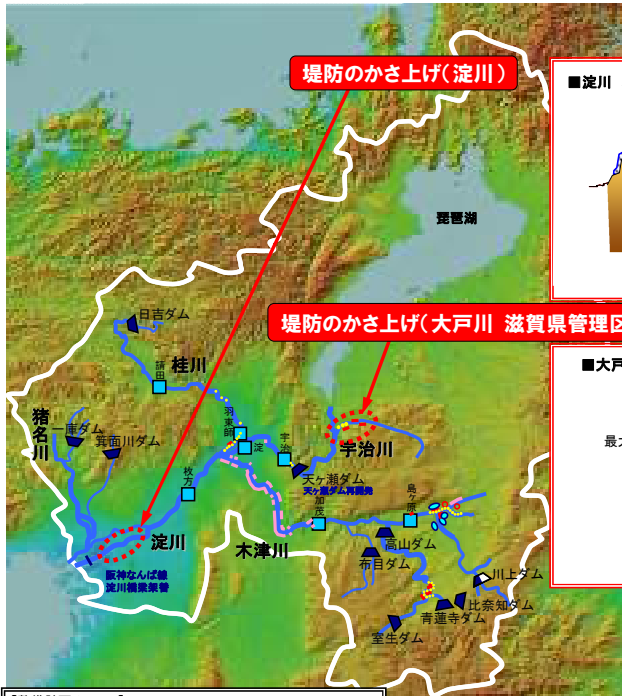 堤防のかさ上げ(淀川)
■淀川
琵琶湖
堤防のかさ上げ(大戸川 滋賀県管理区
■大戸
最大
日吉ダム
請田
桂川
猪名川
一庫ダム
箕面川ダム
羽束師
淀
宇治
宇治川
天ヶ瀬ダム
天ヶ瀬ダム再開発
枚方
淀川
阪神なんば線
淀川橋梁架替
木津川
加茂
島ヶ原
高山ダム
布目ダム
川上ダム
比奈知ダム
青蓮寺ダム
室生ダム